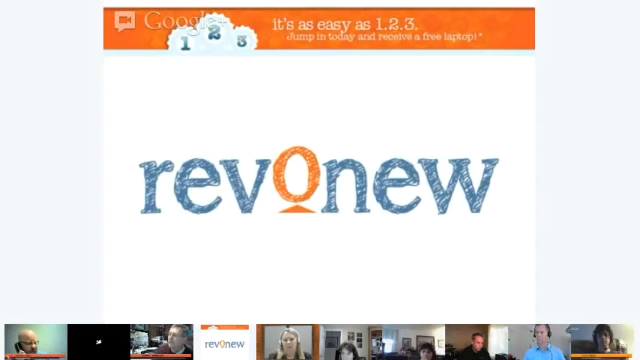 Google+
it's as easy as 1.2.3.
1 2 3
Jump in today and receive a free laptop!*
revonew
revonew